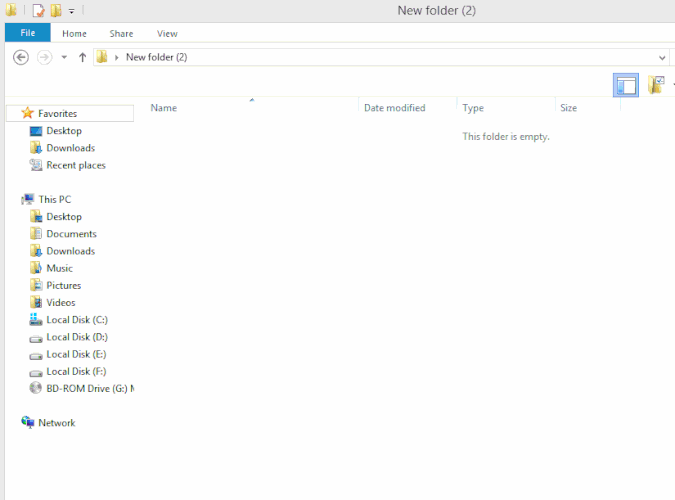 New folder (2)
File Home Share View
New folder (2)
Name Date modified Type Size
This folder is empty.
Favorites
Desktop
Downloads
Recent places
This PC
Desktop
Documents
Downloads
Music
Pictures
Videos
Local Disk (C:)
Local Disk (D:)
Local Disk (E:)
Local Disk (F:)
BD-ROM Drive (G:) M
Network